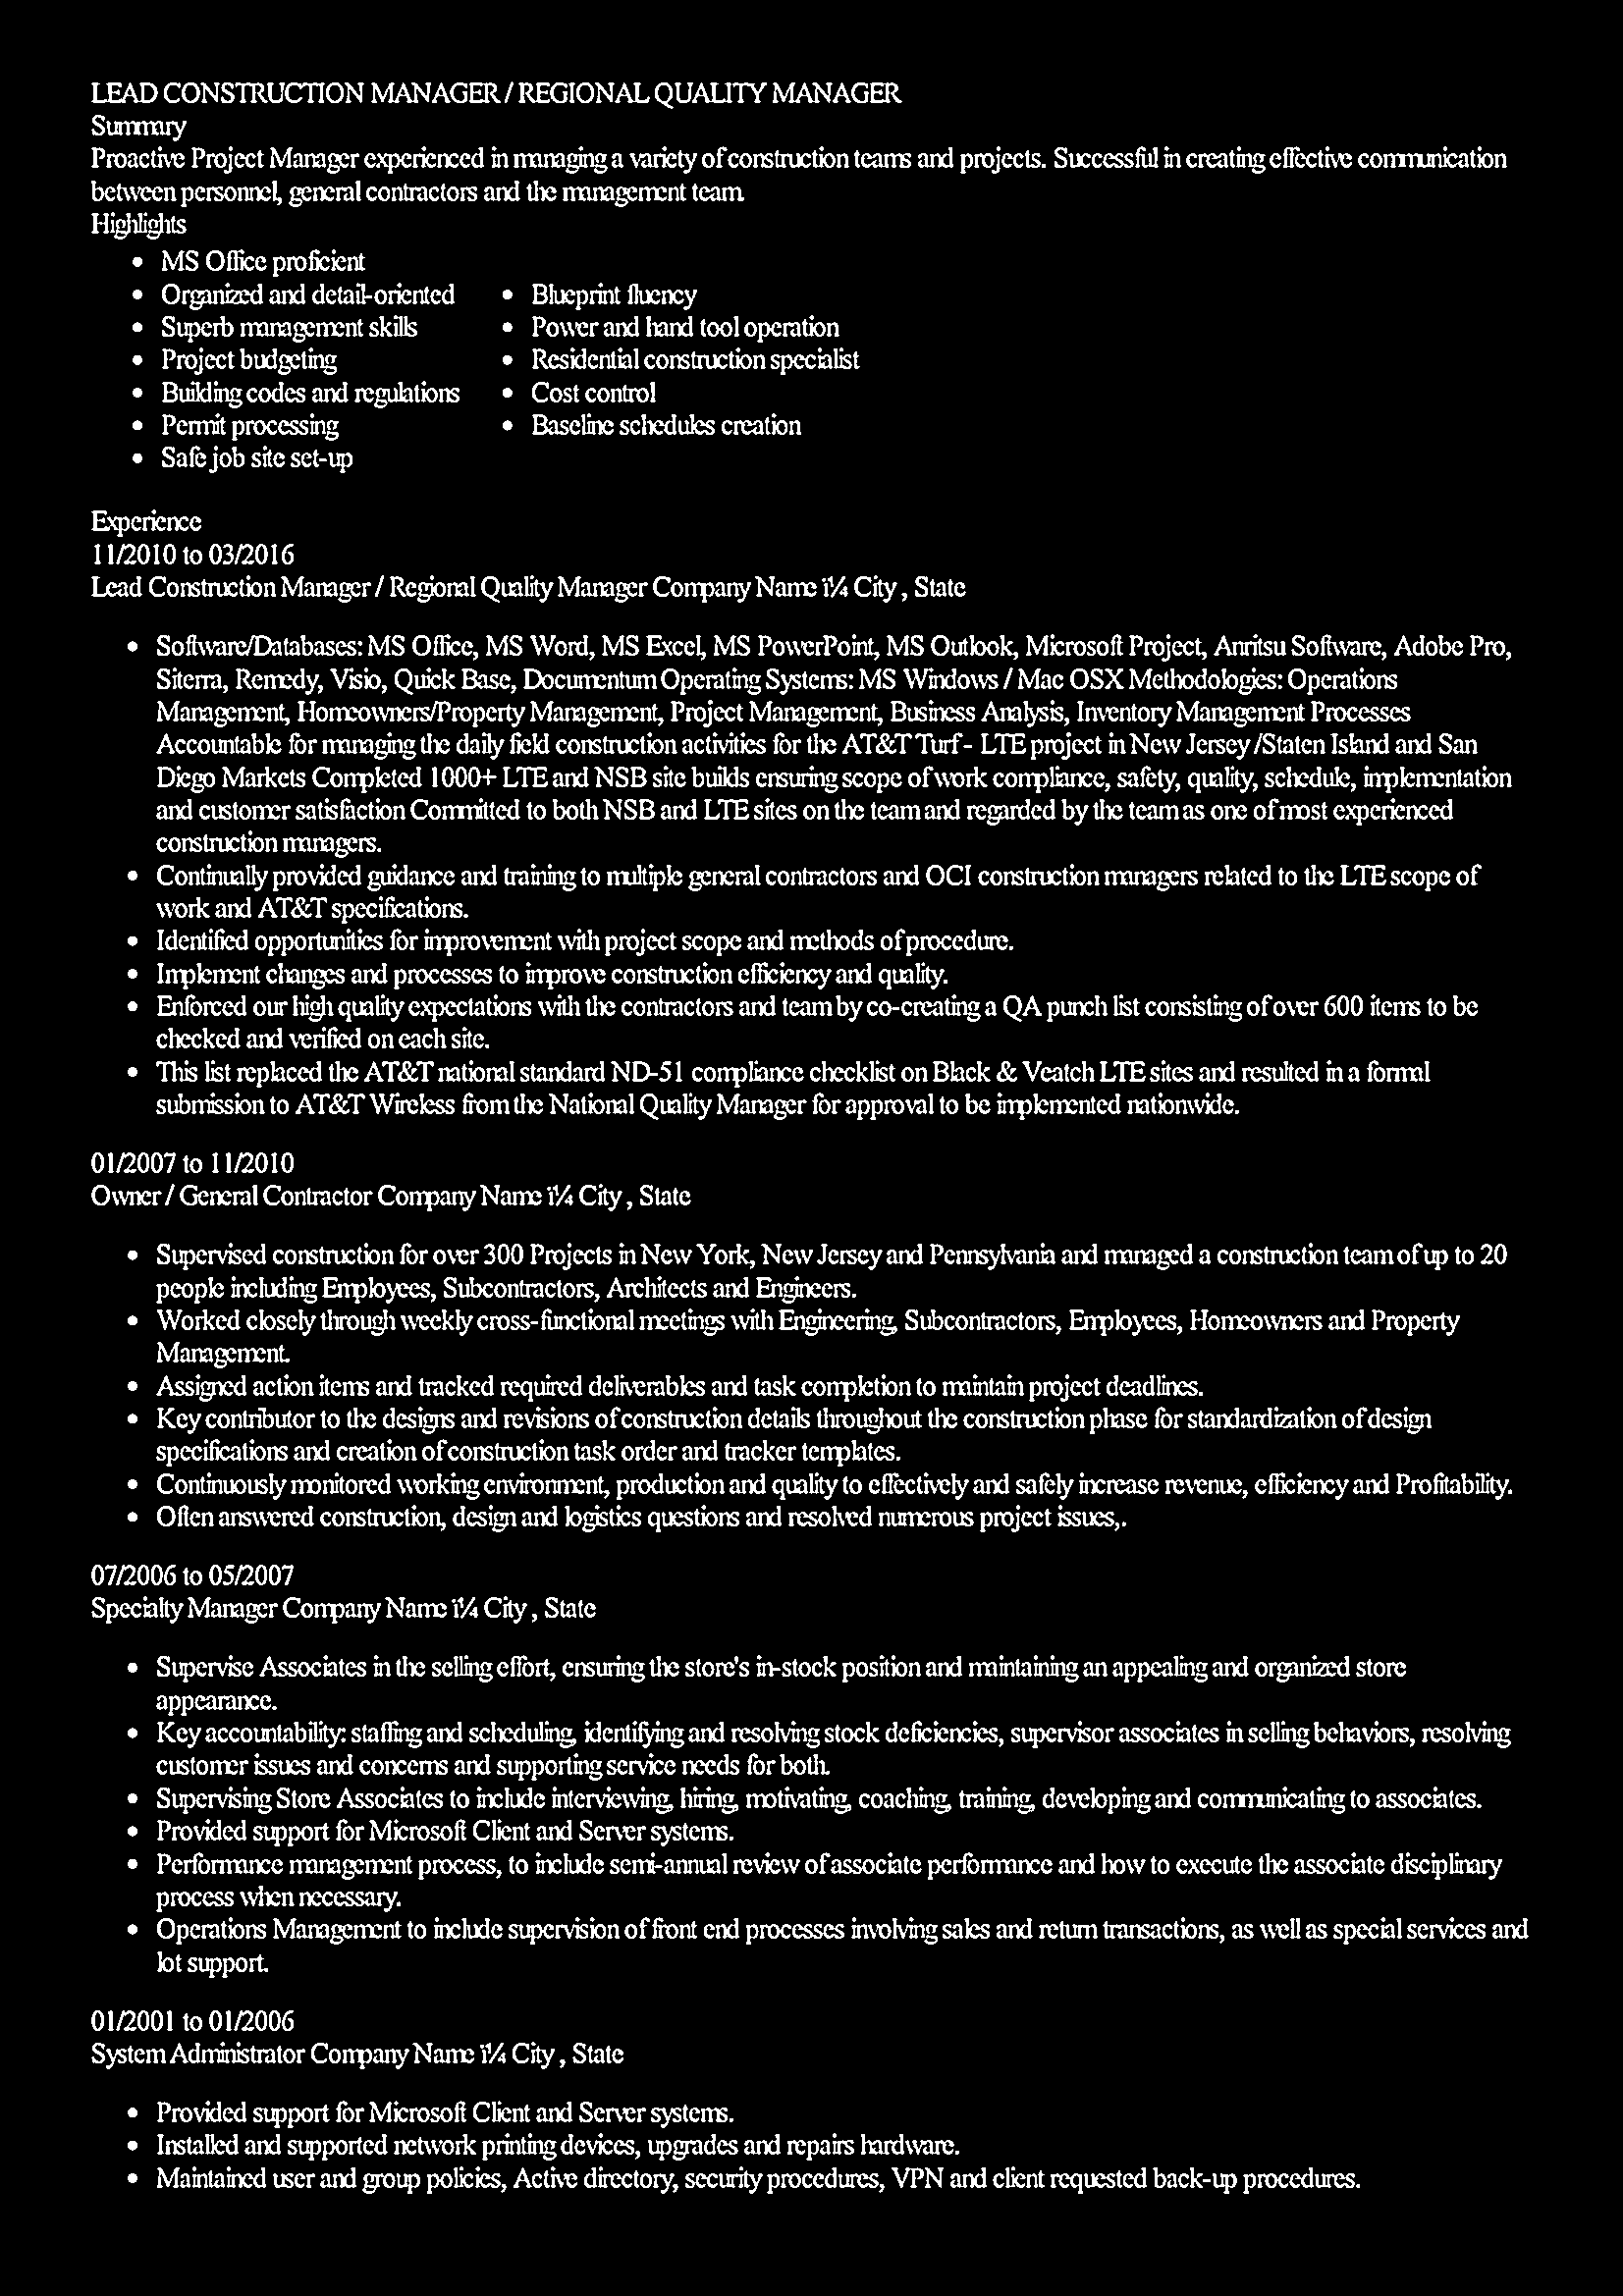 LEAD CONSTRUCTION MANAGER / REGIONAL QUALITY MANAGER
Summary
Proactive Project Manager experienced in managing a variety of construction teams and projects. Successful in creating effective communication
between personnel, general contractors and the management team.
Highlights
• MS Office proficient
• Organized and detail-oriented
• Superb management skills
• Project budgeting
• Building codes and regulations
• Permit processing
• Safe job site set-up
• Blueprint fluency
• Power and hand tool operation
• Residential construction specialist
• Cost control
• Baseline schedules creation
Experience
11/2010 to 03/2016
Lead Construction Manager / Regional Quality Manager Company Name ï¼ City , State
• Software/Databases: MS Office, MS Word, MS Excel, MS PowerPoint, MS Outlook, Microsoft Project, Anritsu Software, Adobe Pro,
Siterra, Remedy, Visio, Quick Base, Documentum Operating Systems: MS Windows / Mac OSX Methodologies: Operations
Management, Homeowners/Property Management, Project Management, Business Analysis, Inventory Management Processes
Accountable for managing the daily field construction activities for the AT&T Turf - LTE project in New Jersey /Staten Island and San
Diego Markets Completed 1000+ LTE and NSB site builds ensuring scope of work compliance, safety, quality, schedule, implementation
and customer satisfaction Committed to both NSB and LTE sites on the team and regarded by the team as one of most experienced
construction managers.
• Continually provided guidance and training to multiple general contractors and OCI construction managers related to the LTE scope of
work and AT&T specifications.
• Identified opportunities for improvement with project scope and methods of procedure.
• Implement changes and processes to improve construction efficiency and quality.
• Enforced our high quality expectations with the contractors and team by co-creating a QA punch list consisting of over 600 items to be
checked and verified on each site.
• This list replaced the AT&T national standard ND-51 compliance checklist on Black & Veatch LTE sites and resulted in a formal
submission to AT&T Wireless from the National Quality Manager for approval to be implemented nationwide.
01/2007 to 11/2010
Owner / General Contractor Company Name ï¼ City , State
• Supervised construction for over 300 Projects in New York, New Jersey and Pennsylvania and managed a construction team of up to 20
people including Employees, Subcontractors, Architects and Engineers.
• Worked closely through weekly cross-functional meetings with Engineering, Subcontractors, Employees, Homeowners and Property
Management.
• Assigned action items and tracked required deliverables and task completion to maintain project deadlines.
• Key contributor to the designs and revisions of construction details throughout the construction phase for standardization of design
specifications and creation of construction task order and tracker templates.
• Continuously monitored working environment, production and quality to effectively and safely increase revenue, efficiency and Profitability.
• Often answered construction, design and logistics questions and resolved numerous project issues,.
07/2006 to 05/2007
Specialty Manager Company Name ï¼ City , State
• Supervise Associates in the selling effort, ensuring the store's in-stock position and maintaining an appealing and organized store
appearance.
• Key accountability: staffing and scheduling, identifying and resolving stock deficiencies, supervisor associates in selling behaviors, resolving
customer issues and concerns and supporting service needs for both.
• Supervising Store Associates to include interviewing, hiring, motivating, coaching, training, developing and communicating to associates.
• Provided support for Microsoft Client and Server systems.
• Performance management process, to include semi-annual review of associate performance and how to execute the associate disciplinary
process when necessary.
• Operations Management to include supervision of front end processes involving sales and return transactions, as well as special services and
lot support.
01/2001 to 01/2006
System Administrator Company Name ï¼ City , State
• Provided support for Microsoft Client and Server systems.
• Installed and supported network printing devices, upgrades and repairs hardware.
• Maintained user and group policies, Active directory, security procedures, VPN and client requested back-up procedures.